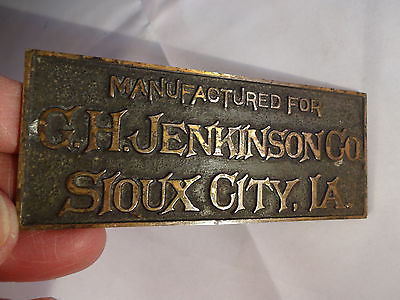 MANUFACTURED FOR
C.H. JENKINSON CO.
SIOUX CITY, IA.